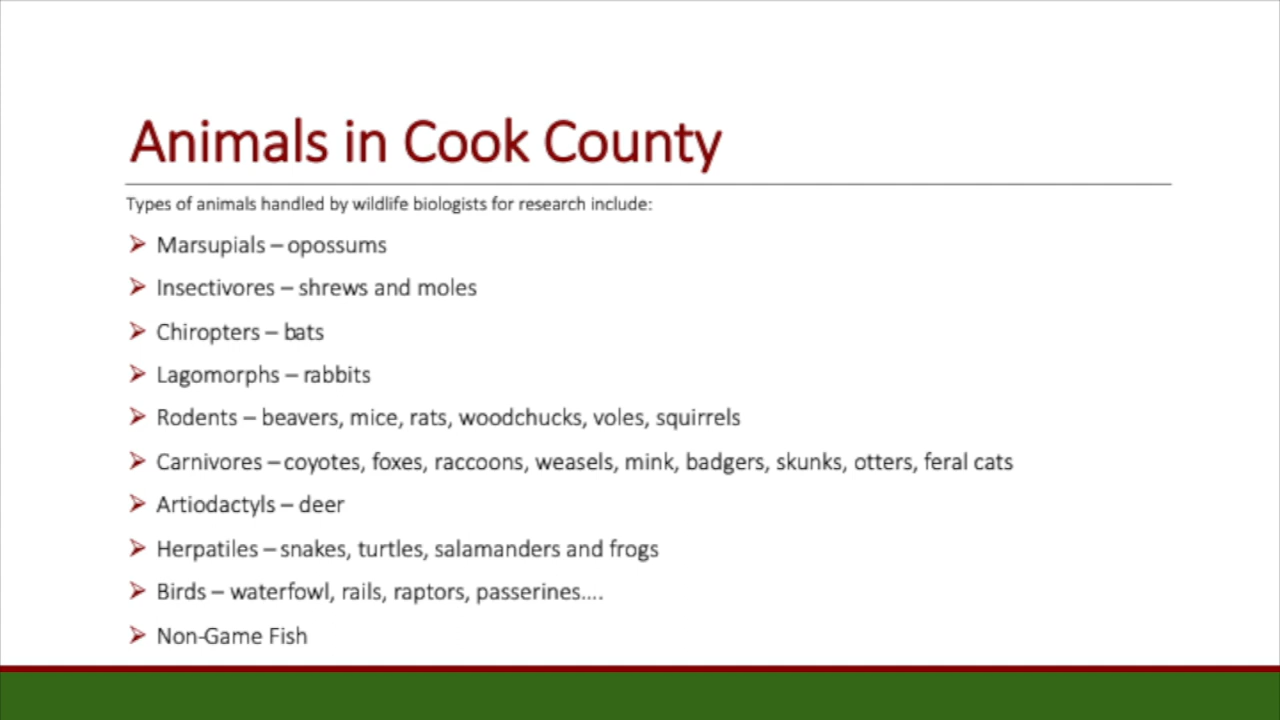 Animals in Cook County
Types of animals handled by wildlife biologists for research include:
Marsupials – opossums
Insectivores – shrews and moles
Chiropters – bats
Lagomorphs – rabbits
Rodents – beavers, mice, rats, woodchucks, voles, squirrels
Carnivores – coyotes, foxes, raccoons, weasels, mink, badgers, skunks, otters, feral cats
Artiodactyls – deer
Herpatiles – snakes, turtles, salamanders and frogs
Birds – waterfowl, rails, raptors, passerines....
Non-Game Fish